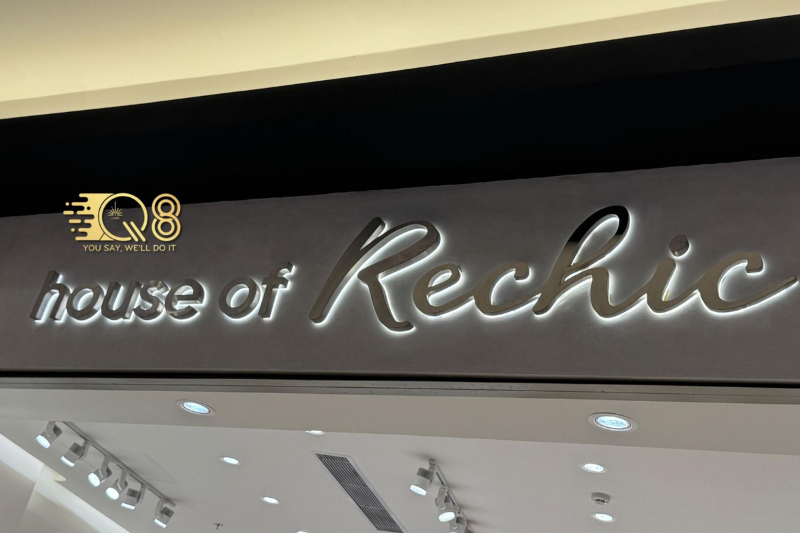 Q8
YOU SAY, WE'LL DO IT
house of Rechic